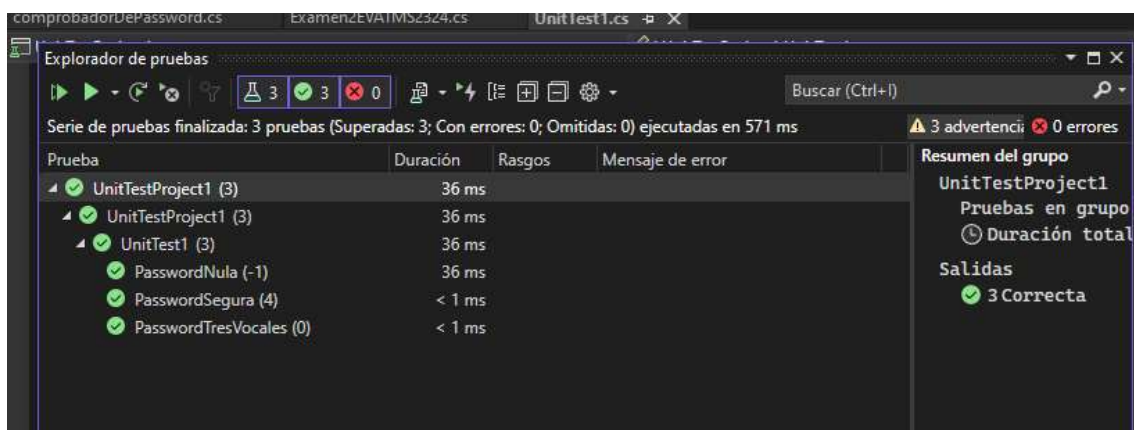 comprobadorDePassword.cs Examen2EVATMS2324.cs UnitTest1.cs
Explorador de pruebas
3 3 0 Buscar (Ctrl+I)
Serie de pruebas finalizada: 3 pruebas (Superadas: 3; Con errores: 0; Omitidas: 0) ejecutadas en 571 ms 3 advertencia 0 errores
Prueba Duración Rasgos Mensaje de error Resumen del grupo
UnitTestProject1 (3) 36 ms UnitTestProject1
UnitTestProject1 (3) 36 ms Pruebas en grupo
UnitTest1 (3) 36 ms Duración total
PasswordNula (-1) 36 ms Salidas
PasswordSegura (4) < 1 ms 3 Correcta
PasswordTresVocales (0) < 1 ms